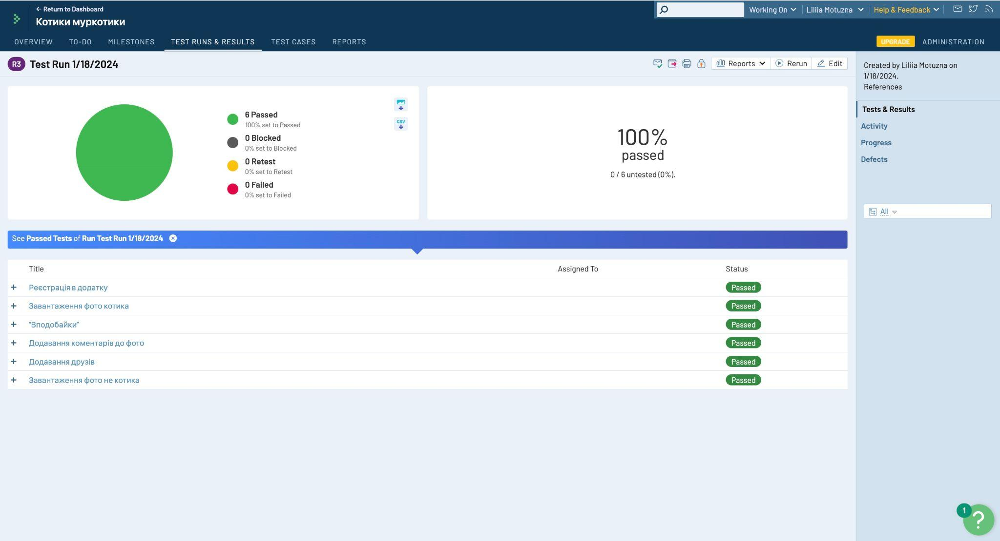 ← Return to Dashboard
Котики муркотики
Working On
Liliia Motuzna
Help & Feedback
OVERVIEW
TO-DO
MILESTONES
TEST RUNS & RESULTS
TEST CASES
REPORTS
UPGRADE
ADMINISTRATION
R3
Test Run 1/18/2024
Reports
Rerun
Edit
Created by Liliia Motuzna on
1/18/2024.
References
6 Passed
100% set to Passed
0 Blocked
0% set to Blocked
0 Retest
0% set to Retest
0 Failed
0% set to Failed
CSV
100%
passed
0 / 6 untested (0%).
Tests & Results
Activity
Progress
Defects
All
See Passed Tests of Run Test Run 1/18/2024
Title
Assigned To
Status
+ Реєстрація в додатку Passed
+ Завантаження фото котика Passed
+ “Вподобайки” Passed
+ Додавання коментарів до фото Passed
+ Додавання друзів Passed
+ Завантаження фото не котика Passed
1
?